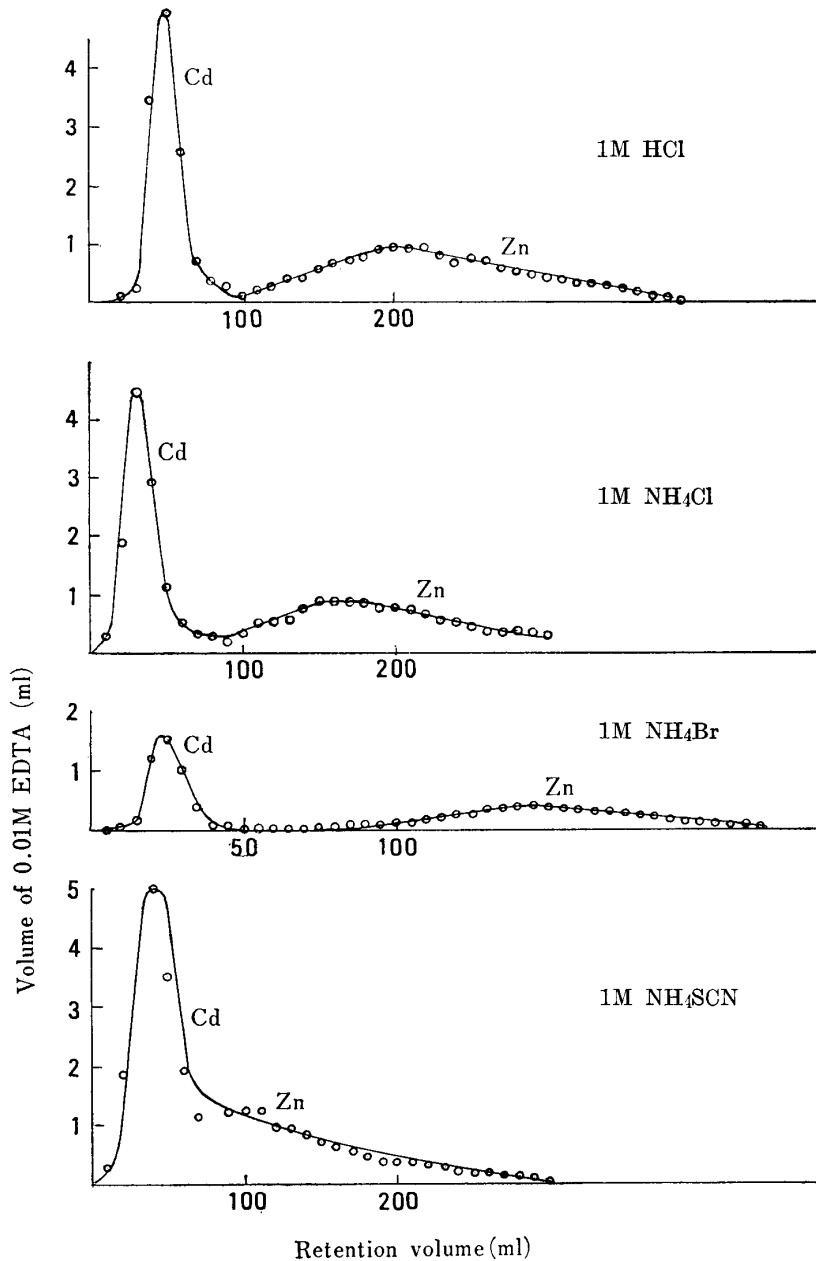 4
Cd
3
1M HCl
2
1
Zn
100
200
4
Cd
3
1M NH₄Cl
2
1
Zn
100
200
2
Cd
1M NH₄Br
1
Zn
50
100
5
4
1M NH₄SCN
3
Cd
2
Zn
1
100
200
Volume of 0.01M EDTA (ml)
Retention volume(ml)